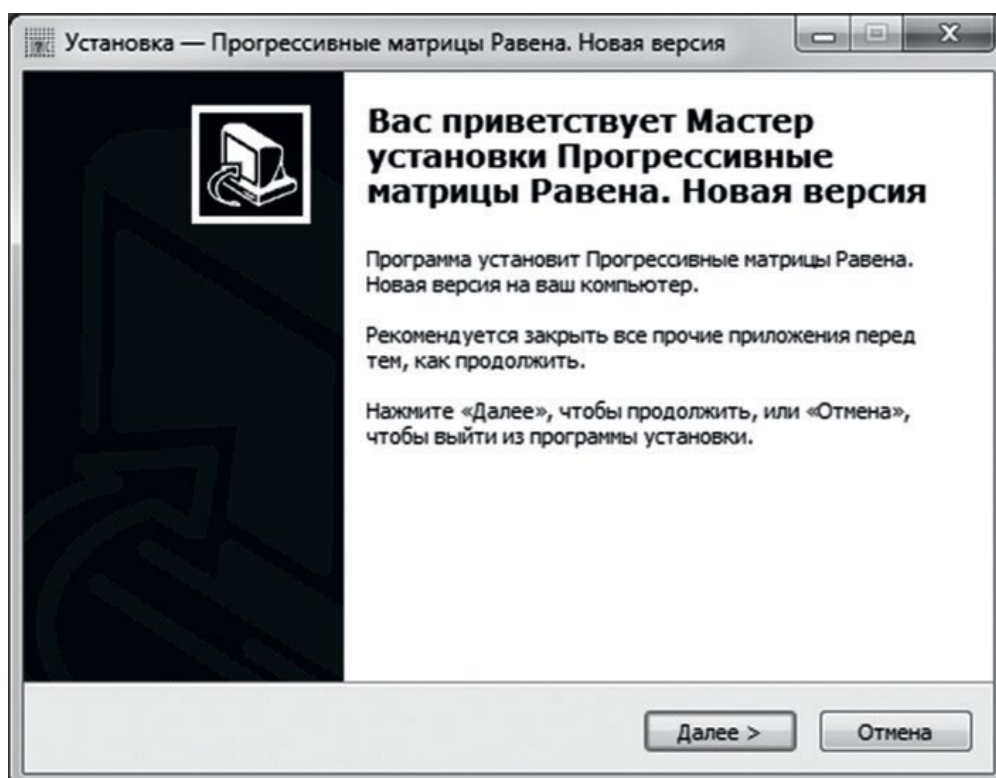 Установка — Прогрессивные матрицы Равена. Новая версия
Вас приветствует Мастер
установки Прогрессивные
матрицы Равена. Новая версия
Программа установит Прогрессивные матрицы Равена.
Новая версия на ваш компьютер.
Рекомендуется закрыть все прочие приложения перед
тем, как продолжить.
Нажмите «Далее», чтобы продолжить, или «Отмена»,
чтобы выйти из программы установки.
Далее >
Отмена